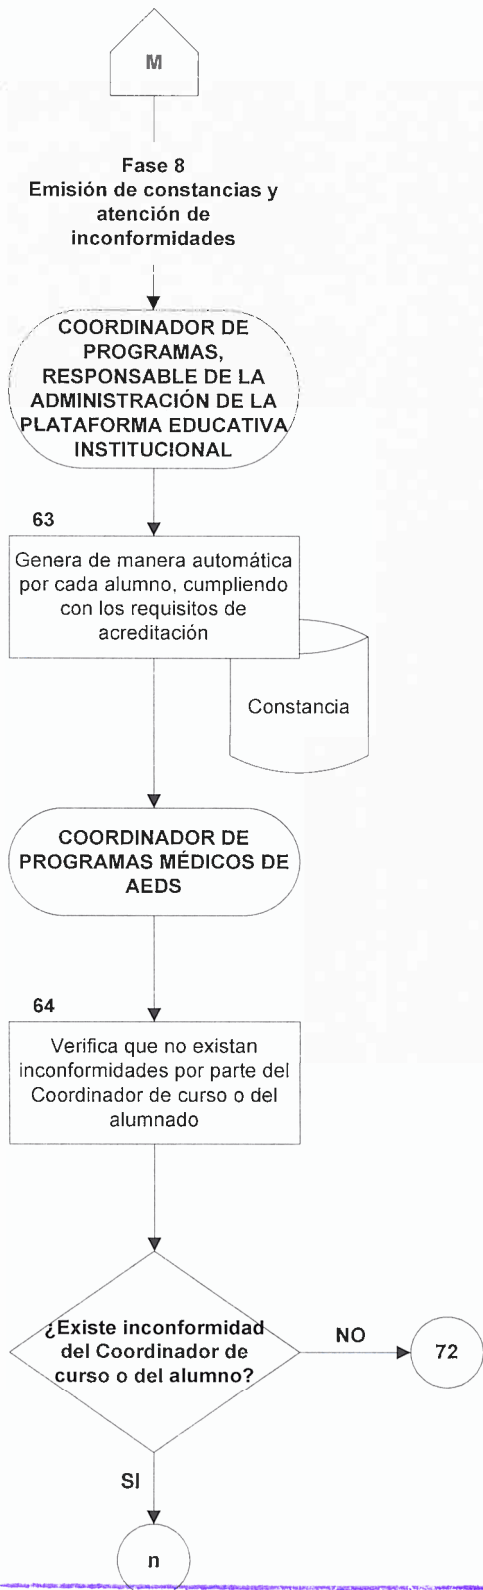 M
Fase 8
Emisión de constancias y
atención de
inconformidades
COORDINADOR DE
PROGRAMAS,
RESPONSABLE DE LA
ADMINISTRACIÓN DE LA
PLATAFORMA EDUCATIVA
INSTITUCIONAL
63
Genera de manera automática
por cada alumno, cumpliendo
con los requisitos de
acreditación
Constancia
COORDINADOR DE
PROGRAMAS MÉDICOS DE
AEDS
64
Verifica que no existan
inconformidades por parte del
Coordinador de curso o del
alumnado
¿Existe inconformidad
del Coordinador de
curso o del alumno?
NO
72
SI
n